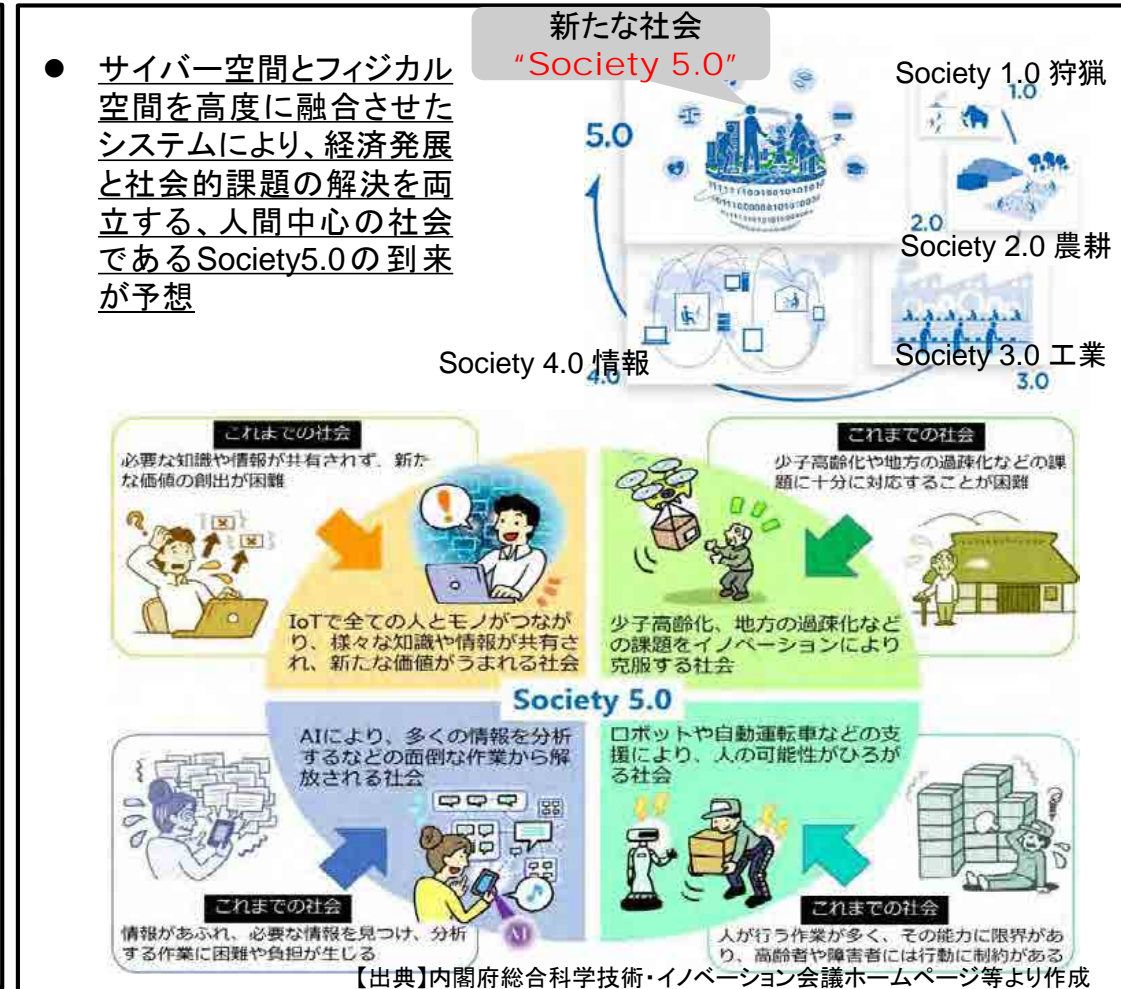 新たな社会
“Society 5.0”
● サイバー空間とフィジカル
空間を高度に融合させた
システムにより、経済発展
と社会的課題の解決を両
立する、人間中心の社会
であるSociety5.0の到来
が予想
5.0
Society 1.0 狩猟
1.0
2.0
Society 2.0 農耕
Society 4.0 情報
4.0
Society 3.0 工業
3.0
これまでの社会
必要な知識や情報が共有されず、新た
な価値の創出が困難
IoTで全ての人とモノがつなが
り、様々な知識や情報が共有さ
れ、新たな価値がうまれる社会
これまでの社会
少子高齢化や地方の過疎化などの課
題に十分に対応することが困難
少子高齢化、地方の過疎化など
の課題をイノベーションにより
克服する社会
Society 5.0
AIにより、多くの情報を分析
するなどの面倒な作業から解
放される社会
AI
これまでの社会
情報があふれ、必要な情報を見つけ、分析
する作業に困難や負担が生じる
ロボットや自動運転車などの支
援により、人の可能性がひろが
る社会
これまでの社会
人が行う作業が多く、その能力に限界があ
り、高齢者や障害者には行動に制約がある
【出典】内閣府総合科学技術・イノベーション会議ホームページ等より作成